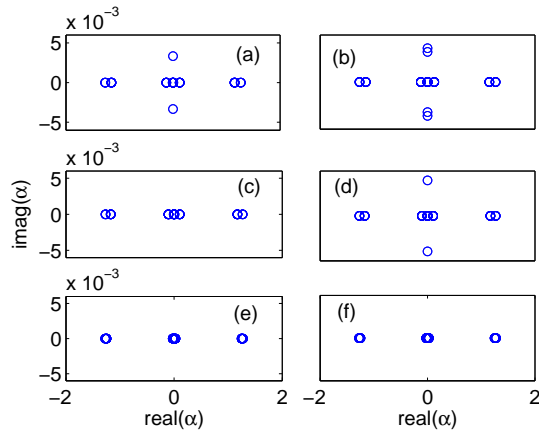 x 10⁻³
5
0
−5
(a)
(b)
x 10⁻³
5
0
−5
(c)
(d)
imag(α)
x 10⁻³
5
0
−5
(e)
(f)
−2 0 2
−2 0 2
real(α)
real(α)